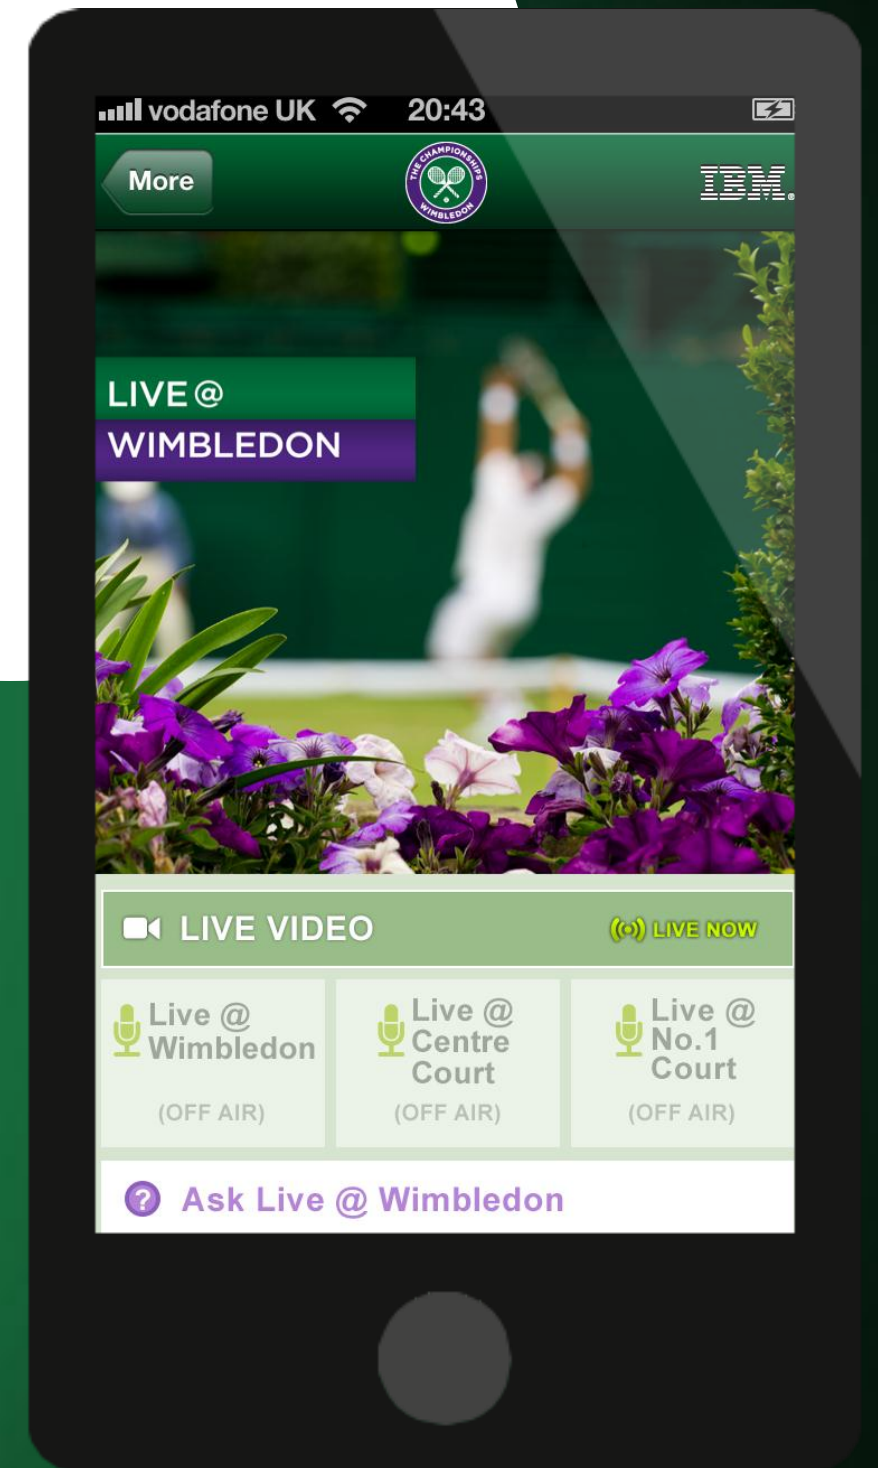 vodafone UK 20:43
More
THE CHAMPIONSHIPS
WIMBLEDON
IBM®
LIVE@
WIMBLEDON
LIVE VIDEO
LIVE NOW
Live @
Wimbledon
(OFF AIR)
Live @
Centre
Court
(OFF AIR)
Live @
No.1
Court
(OFF AIR)
? Ask Live @ Wimbledon